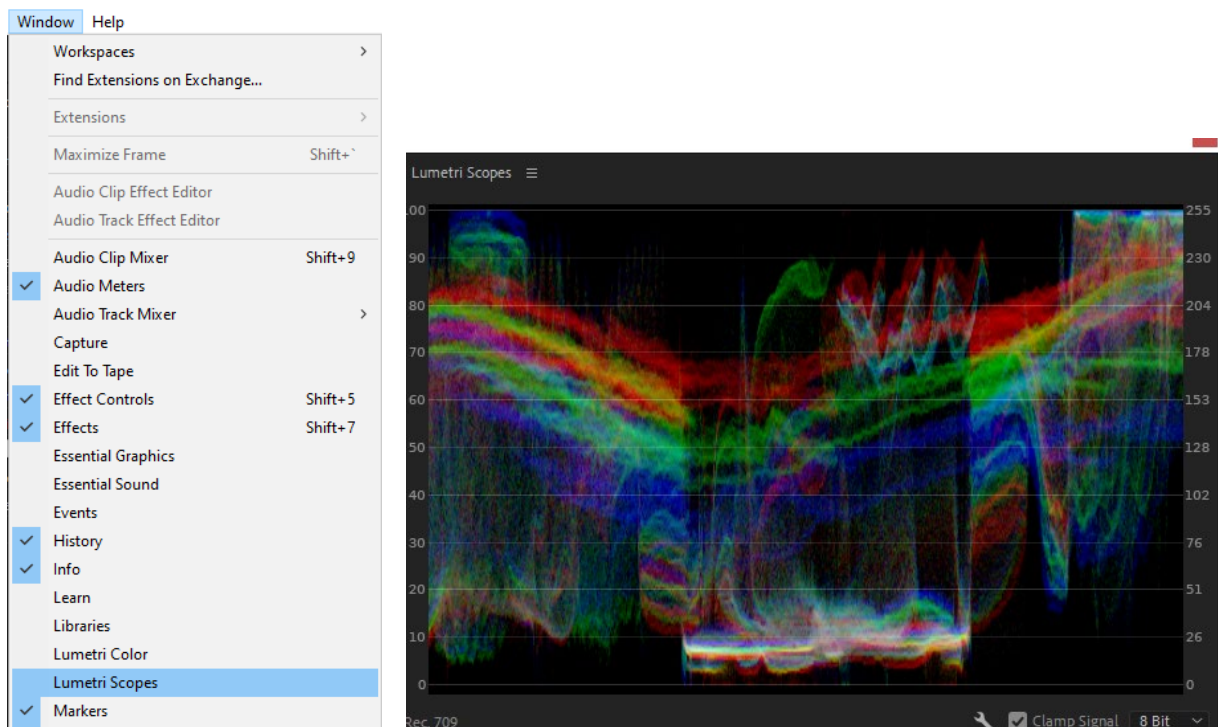 Window Help
Workspaces >
Find Extensions on Exchange...
Extensions >
Maximize Frame Shift+`
Audio Clip Effect Editor
Audio Track Effect Editor
Audio Clip Mixer Shift+9
Audio Meters
Audio Track Mixer >
Capture
Edit To Tape
Effect Controls Shift+5
Effects Shift+7
Essential Graphics
Essential Sound
Events
History
Info
Learn
Libraries
Lumetri Color
Lumetri Scopes
Markers
Lumetri Scopes
100 255
90 230
80 204
70 178
60 153
50 128
40 102
30 76
20 51
10 26
0 0
Rec. 709 Clamp Signal 8 Bit